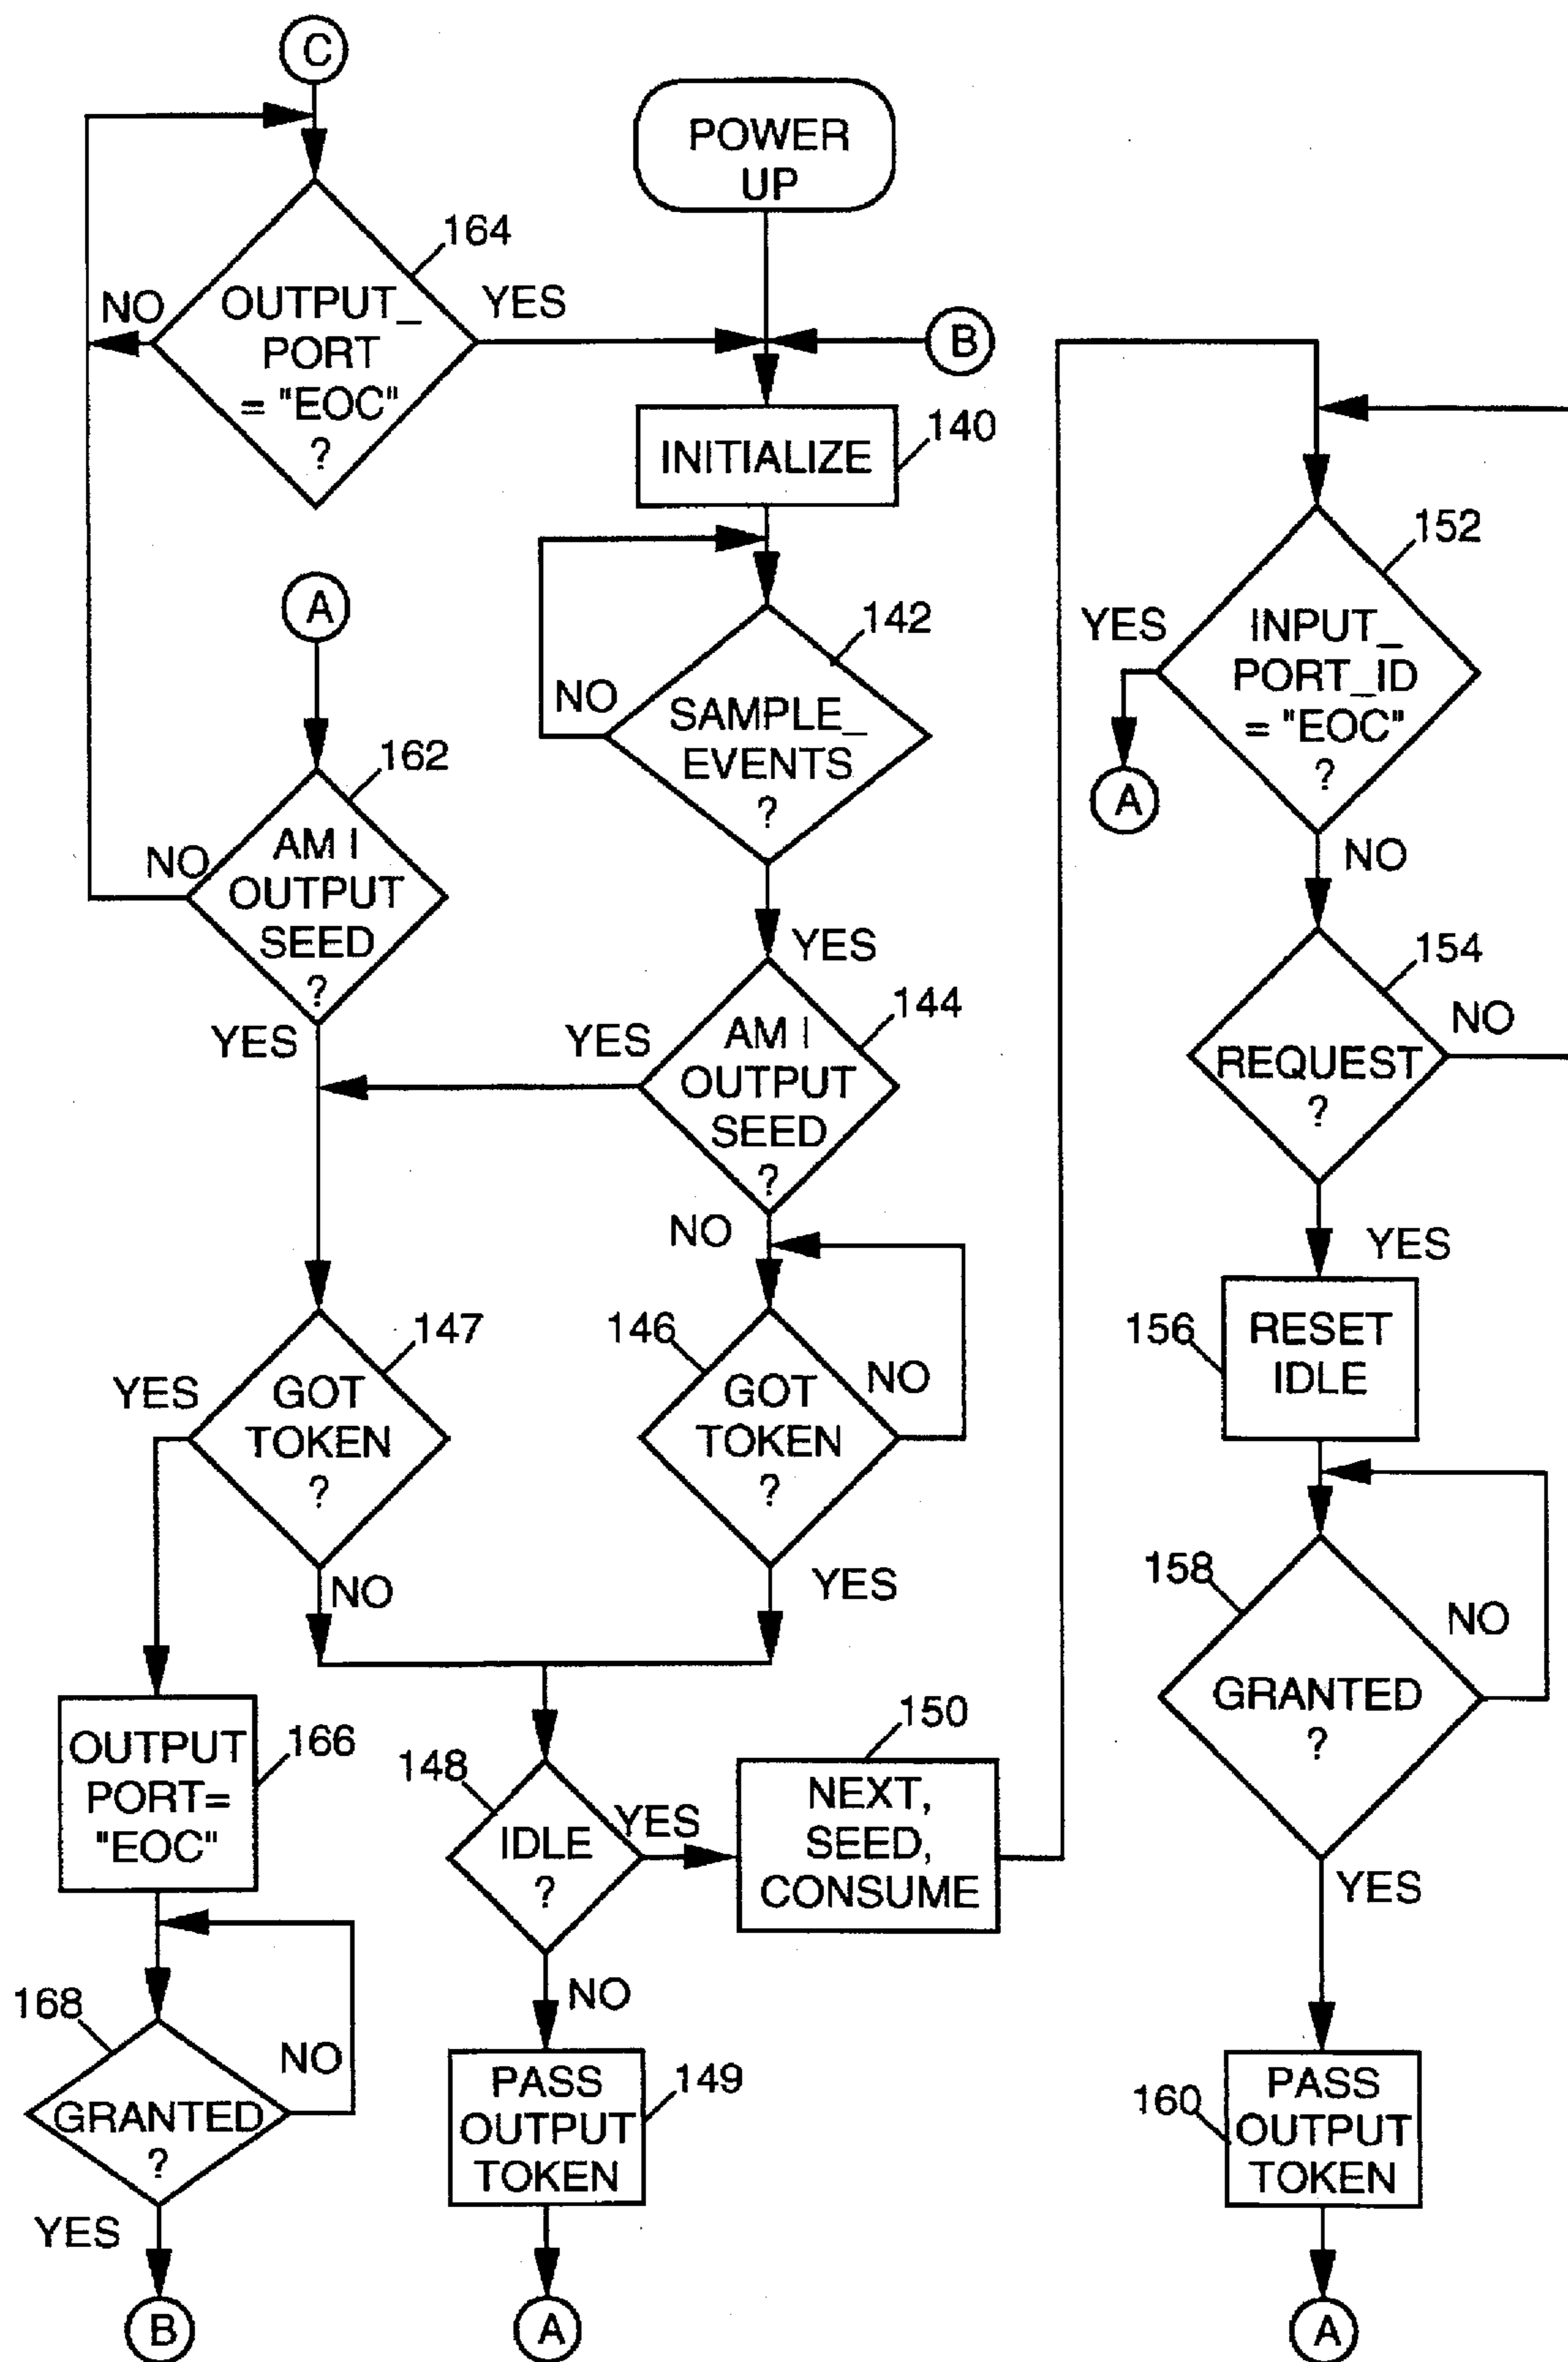 C
POWER
UP
164
NO
OUTPUT_
PORT
= "EOC"
?
YES
B
INITIALIZE
140
A
NO
SAMPLE_
EVENTS
?
142
YES
162
NO
AM I
OUTPUT
SEED
?
YES
YES
AM I
OUTPUT
SEED
?
144
NO
YES
GOT
TOKEN
?
147
NO
146
GOT
TOKEN
?
NO
YES
OUTPUT
PORT=
"EOC"
166
148
IDLE
?
YES
150
NEXT,
SEED,
CONSUME
NO
168
GRANTED
?
NO
YES
B
PASS
OUTPUT
TOKEN
149
A
152
YES
INPUT_
PORT_ID
= "EOC"
?
A
NO
154
REQUEST
?
NO
YES
156
RESET
IDLE
158
GRANTED
?
NO
YES
160
PASS
OUTPUT
TOKEN
A